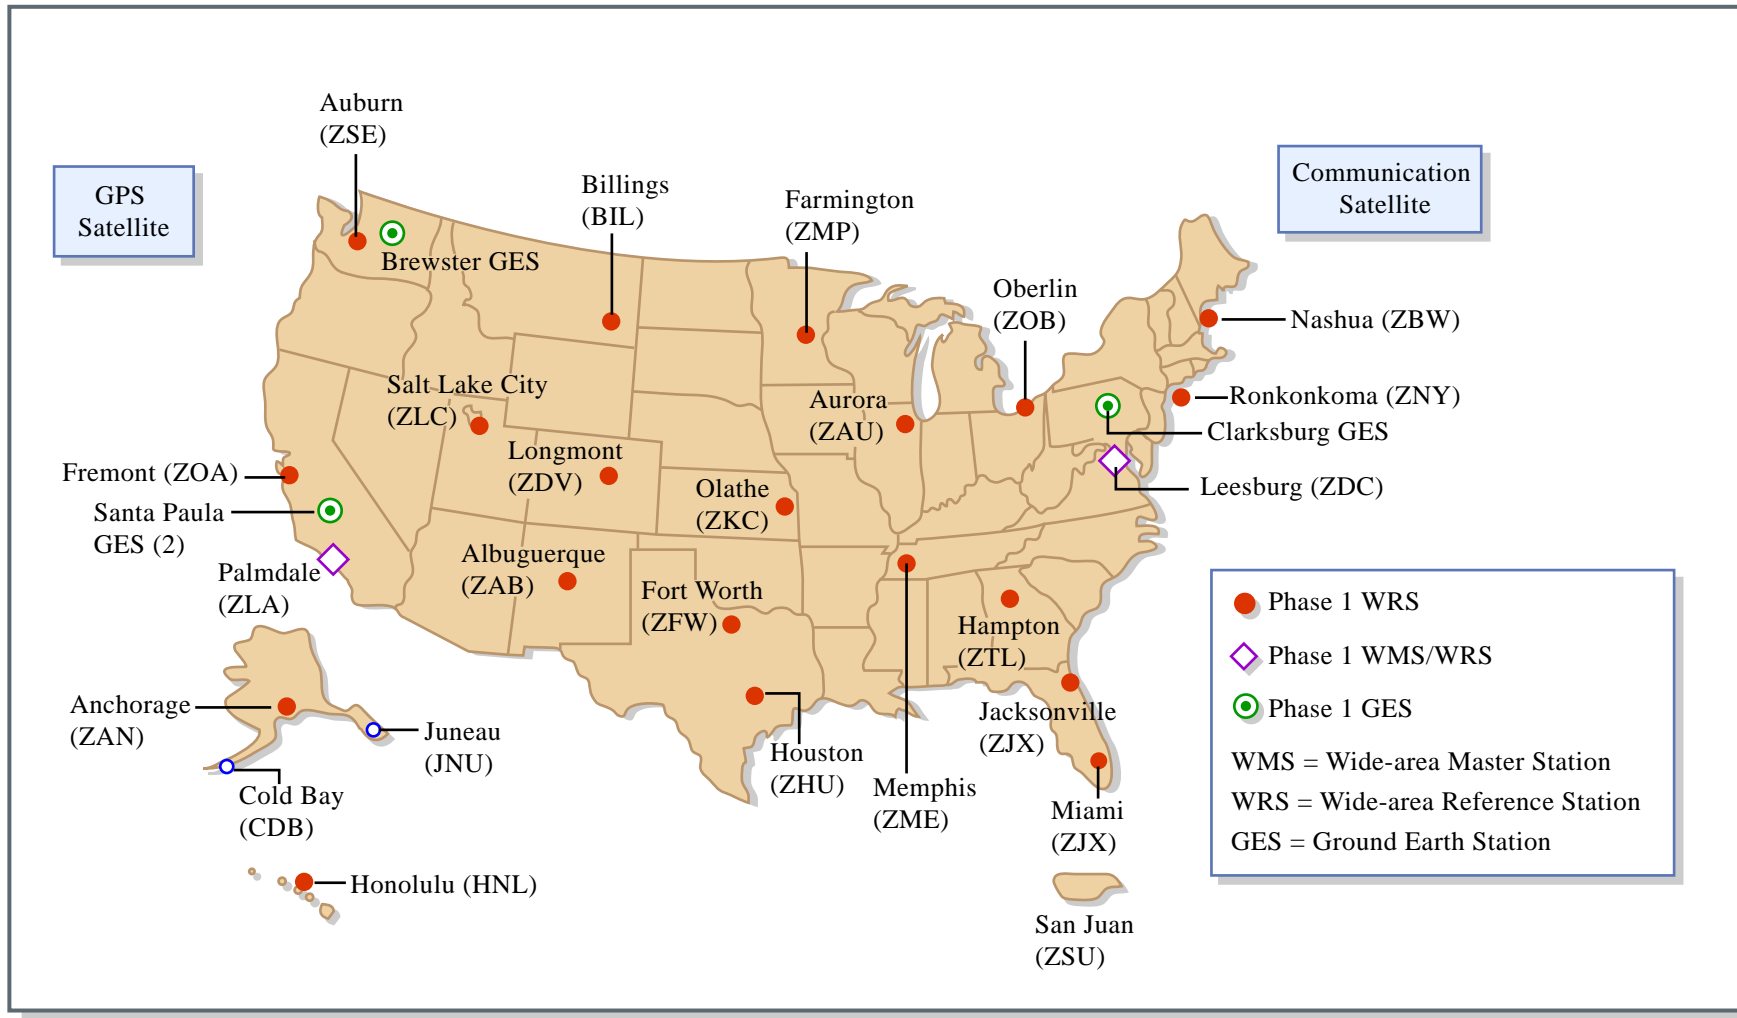 Auburn
(ZSE)
GPS
Satellite
Billings
(BIL)
Farmington
(ZMP)
Communication
Satellite
Brewster GES
Oberlin
(ZOB)
Nashua (ZBW)
Salt Lake City
(ZLC)
Aurora
(ZAU)
Ronkonkoma (ZNY)
Clarksburg GES
Longmont
(ZDV)
Fremont (ZOA)
Olathe
(ZKC)
Leesburg (ZDC)
Santa Paula
GES (2)
Albuguerque
(ZAB)
Palmdale
(ZLA)
Fort Worth
(ZFW)
Hampton
(ZTL)
Phase 1 WRS
Phase 1 WMS/WRS
Phase 1 GES
WMS = Wide-area Master Station
WRS = Wide-area Reference Station
GES = Ground Earth Station
Anchorage
(ZAN)
Juneau
(JNU)
Jacksonville
(ZJX)
Houston
(ZHU)
Memphis
(ZME)
Cold Bay
(CDB)
Miami
(ZJX)
Honolulu (HNL)
San Juan
(ZSU)